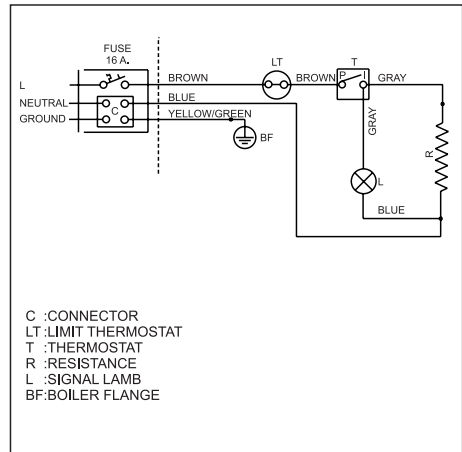 FUSE
16 A.
LT
T
L
BROWN
BROWN
P
I
GRAY
NEUTRAL
C
BLUE
GROUND
YELLOW/GREEN
BF
GRAY
R
L
BLUE
C :CONNECTOR
LT :LIMIT THERMOSTAT
T :THERMOSTAT
R :RESISTANCE
L :SIGNAL LAMB
BF:BOILER FLANGE